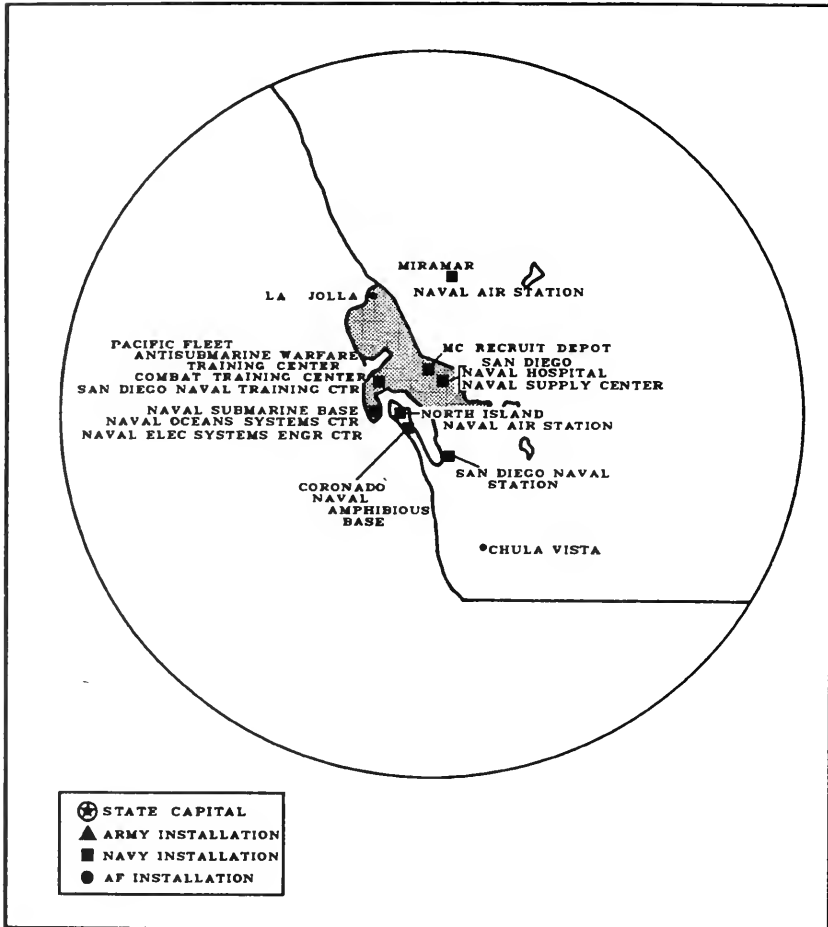 MIRAMAR
NAVAL AIR STATION
LA JOLLA
PACIFIC FLEET
ANTISUBMARINE WARFARE
TRAINING CENTER
COMBAT TRAINING CENTER
SAN DIEGO NAVAL TRAINING CTR
MC RECRUIT DEPOT
SAN DIEGO
NAVAL HOSPITAL
NAVAL SUPPLY CENTER
NAVAL SUBMARINE BASE
NAVAL OCEANS SYSTEMS CTR
NAVAL ELEC SYSTEMS ENGR CTR
NORTH ISLAND
NAVAL AIR STATION
SAN DIEGO NAVAL
STATION
CORONADO
NAVAL
AMPHIBIOUS
BASE
CHULA VISTA
STATE CAPITAL
ARMY INSTALLATION
NAVY INSTALLATION
AF INSTALLATION